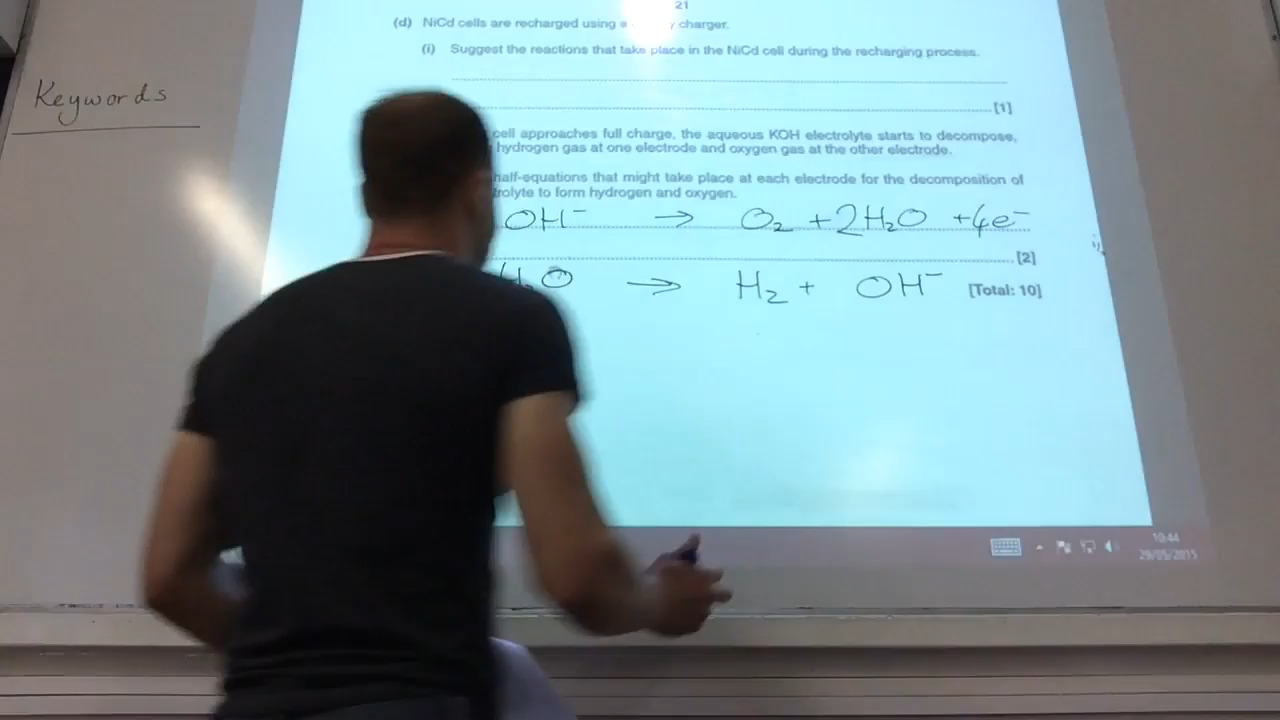 21
(d) NiCd cells are recharged using a charger.
(i) Suggest the reactions that take place in the NiCd cell during the recharging process.
Keywords
[1]
cell approaches full charge, the aqueous KOH electrolyte starts to decompose,
hydrogen gas at one electrode and oxygen gas at the other electrode.
half-equations that might take place at each electrode for the decomposition of
trolyte to form hydrogen and oxygen.
OH⁻ → O₂ + 2H₂O + 4e⁻
[2]
H₂O → H₂ + OH⁻ [Total: 10]
10:44
29/05/2015